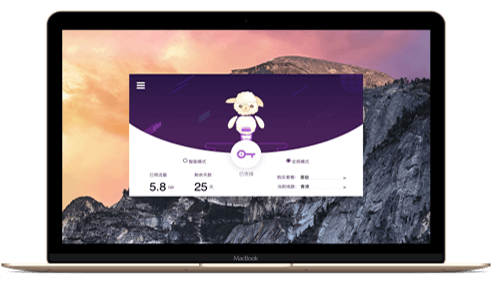 智能模式
全局模式
已连接
已用流量
剩余天数
5.8 GB
25 天
购买套餐：
当前线路：香港
MacBook